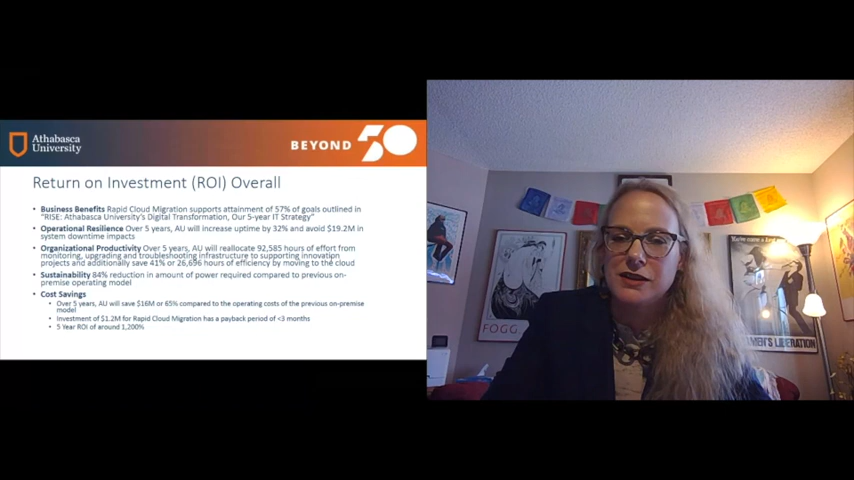 Athabasca
University
BEYOND 50
Return on Investment (ROI) Overall
• Business Benefits Rapid Cloud Migration supports attainment of 57% of goals outlined in
“RISE: Athabasca University’s Digital Transformation, Our 5-year IT Strategy”
• Operational Resilience Over 5 years, AU will increase uptime by 32% and avoid $19.2M in
system downtime impacts
• Organizational Productivity Over 5 years, AU will reallocate 92,585 hours of effort from
monitoring, upgrading and troubleshooting infrastructure to supporting innovation
projects and additionally save 41% or 26,696 hours of efficiency by moving to the cloud
• Sustainability 84% reduction in amount of power required compared to previous on-
premise operating model
• Cost Savings
• Over 5 years, AU will save $16M or 65% compared to the operating costs of the previous on-premise
model
• Investment of $1.2M for Rapid Cloud Migration has a payback period of <3 months
• 5 Year ROI of around 1,200%
FOGG
You've come a
MEN'S LIBERATION